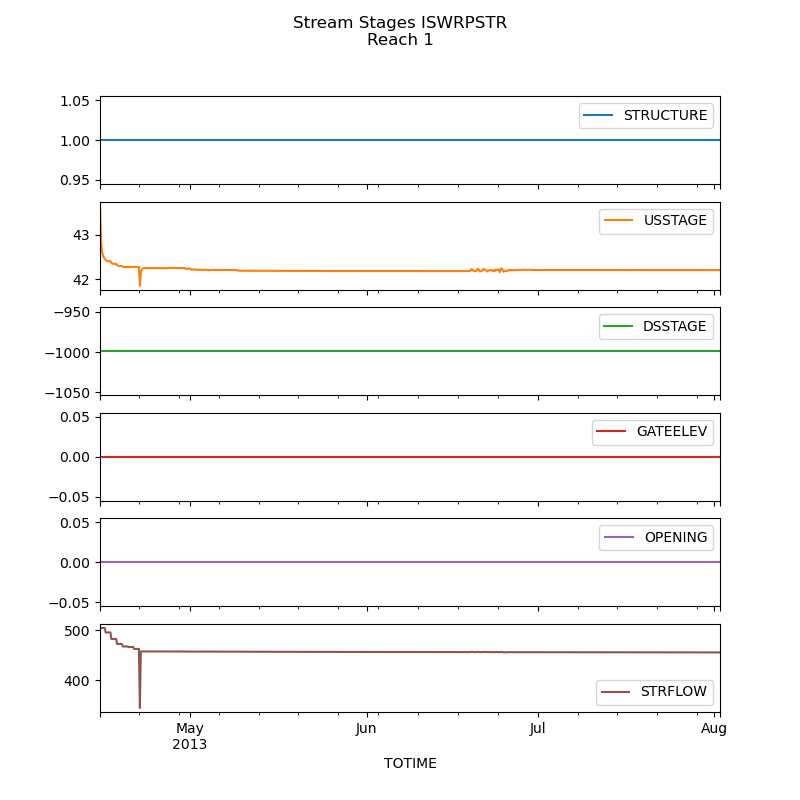 Stream Stages ISWRPSTR
Reach 1
1.05
1.00
0.95
STRUCTURE
43
42
USSTAGE
−950
−1000
−1050
DSSTAGE
0.05
0.00
−0.05
GATEELEV
0.05
0.00
−0.05
OPENING
500
400
STRFLOW
May
2013
Jun
Jul
Aug
TOTIME